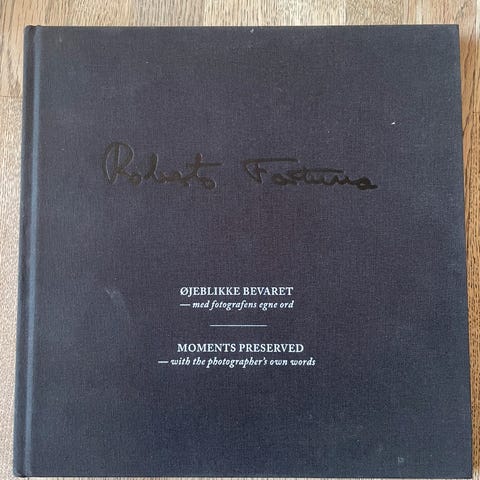 Roberto Fortuna
ØJEBLIKKE BEVARET
— med fotografens egne ord
MOMENTS PRESERVED
— with the photographer's own words